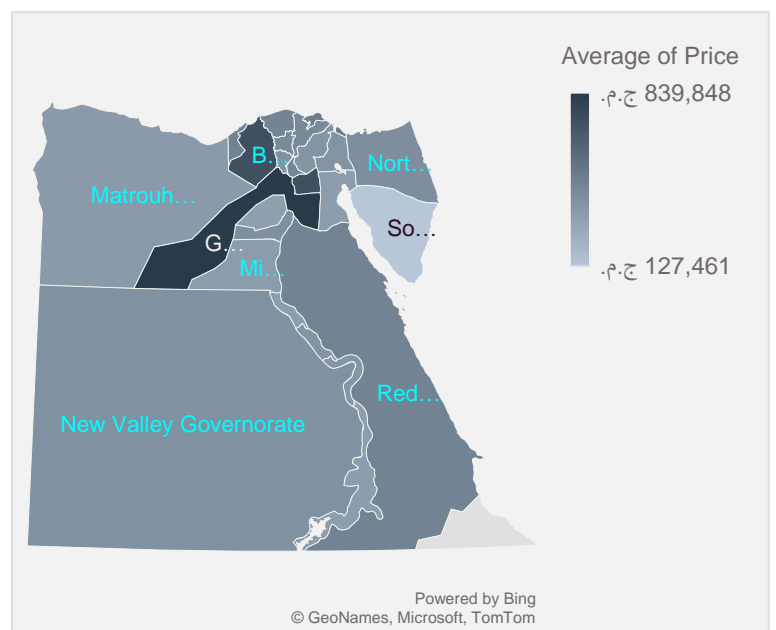 Average of Price
ج.م.‏ 839,848
ج.م.‏ 127,461
B...
Nort...
Matrouh...
So...
G...
Mi...
Red...
New Valley Governorate
Powered by Bing
© GeoNames, Microsoft, TomTom